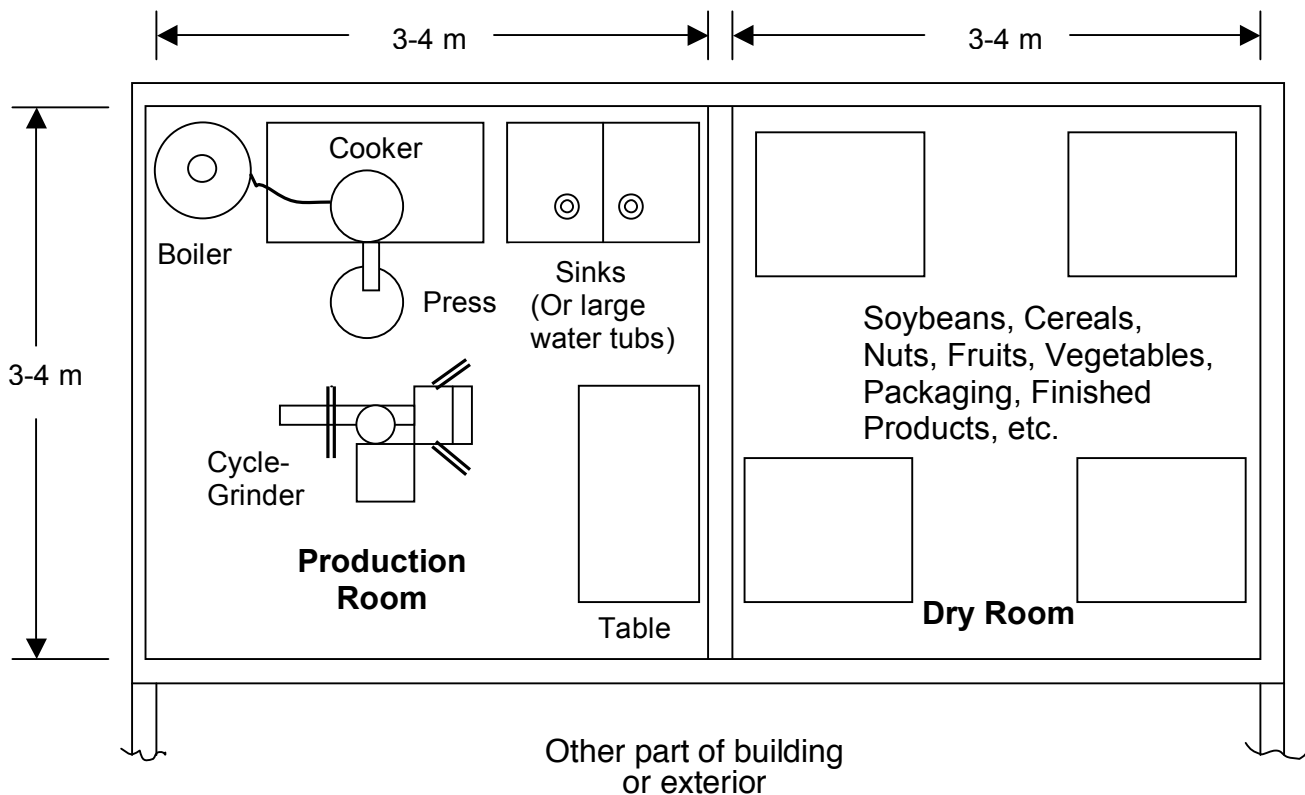 3-4 m
3-4 m
3-4 m
Cooker
Boiler
Press
Sinks
(Or large
water tubs)
Cycle-
Grinder
Production
Room
Table
Soybeans, Cereals,
Nuts, Fruits, Vegetables,
Packaging, Finished
Products, etc.
Dry Room
Other part of building
or exterior